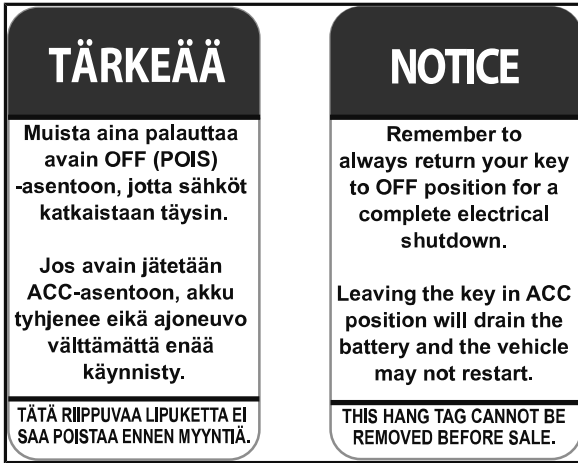 TÄRKEÄÄ
Muista aina palauttaa
avain OFF (POIS)
-asentoon, jotta sähköt
katkaistaan täysin.
Jos avain jätetään
ACC-asentoon, akku
tyhjenee eikä ajoneuvo
välttämättä enää
käynnisty.
TÄTÄ RIIPPUVAA LIPUKETTA EI
SAA POISTAA ENNEN MYYNTIÄ.
NOTICE
Remember to
always return your key
to OFF position for a
complete electrical
shutdown.
Leaving the key in ACC
position will drain the
battery and the vehicle
may not restart.
THIS HANG TAG CANNOT BE
REMOVED BEFORE SALE.